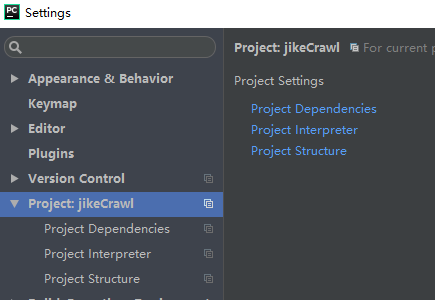 PC Settings
Appearance & Behavior
Keymap
Editor
Plugins
Version Control
Project: jikeCrawl
Project Dependencies
Project Interpreter
Project Structure
Project: jikeCrawl For current
Project Settings
Project Dependencies
Project Interpreter
Project Structure